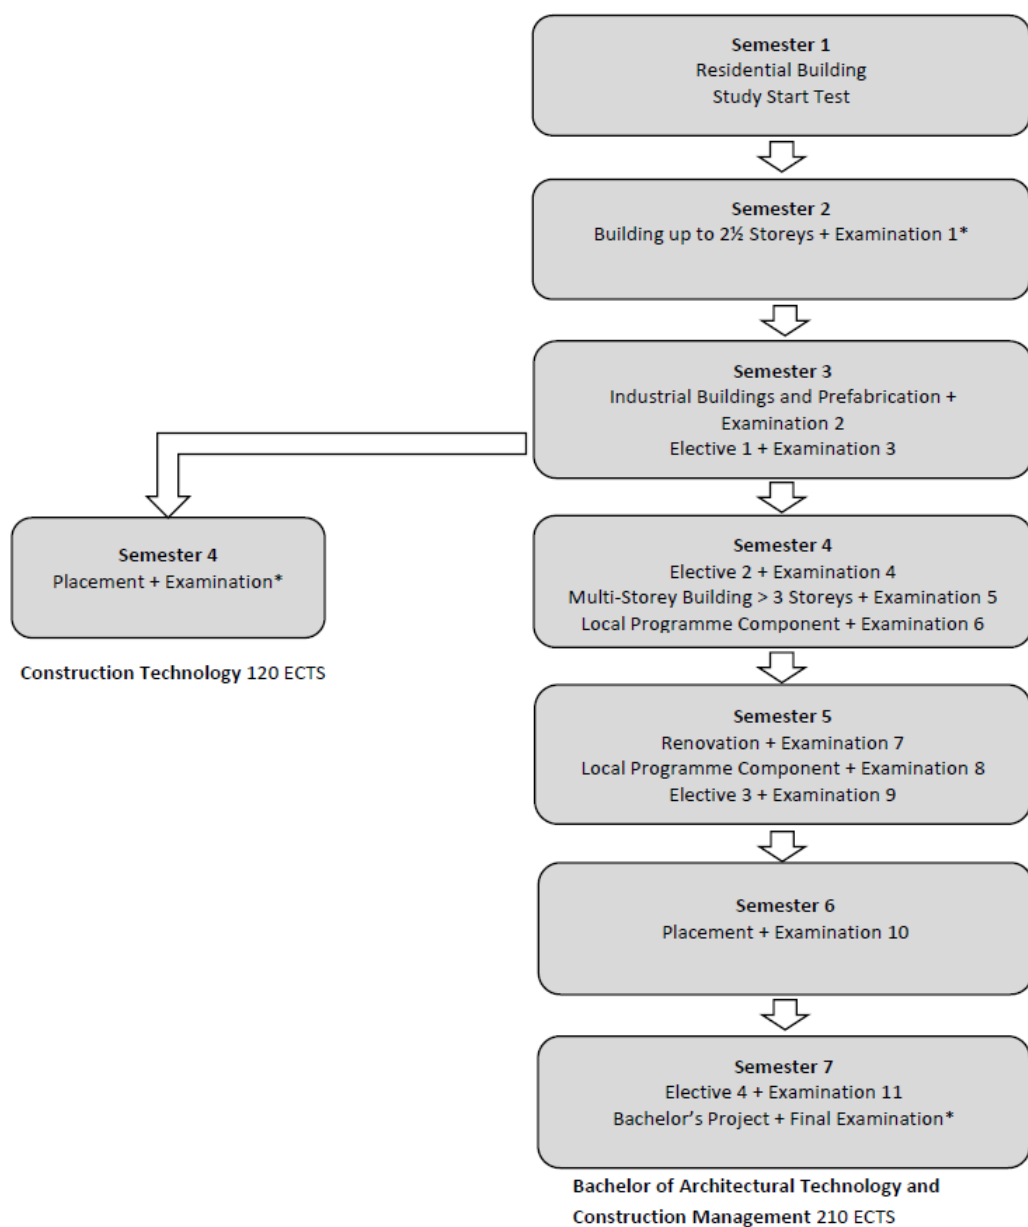 Semester 1
Residential Building
Study Start Test
Semester 2
Building up to 2½ Storeys + Examination 1*
Semester 3
Industrial Buildings and Prefabrication +
Examination 2
Elective 1 + Examination 3
Semester 4
Placement + Examination*
Construction Technology 120 ECTS
Semester 4
Elective 2 + Examination 4
Multi-Storey Building > 3 Storeys + Examination 5
Local Programme Component + Examination 6
Semester 5
Renovation + Examination 7
Local Programme Component + Examination 8
Elective 3 + Examination 9
Semester 6
Placement + Examination 10
Semester 7
Elective 4 + Examination 11
Bachelor’s Project + Final Examination*
Bachelor of Architectural Technology and
Construction Management 210 ECTS